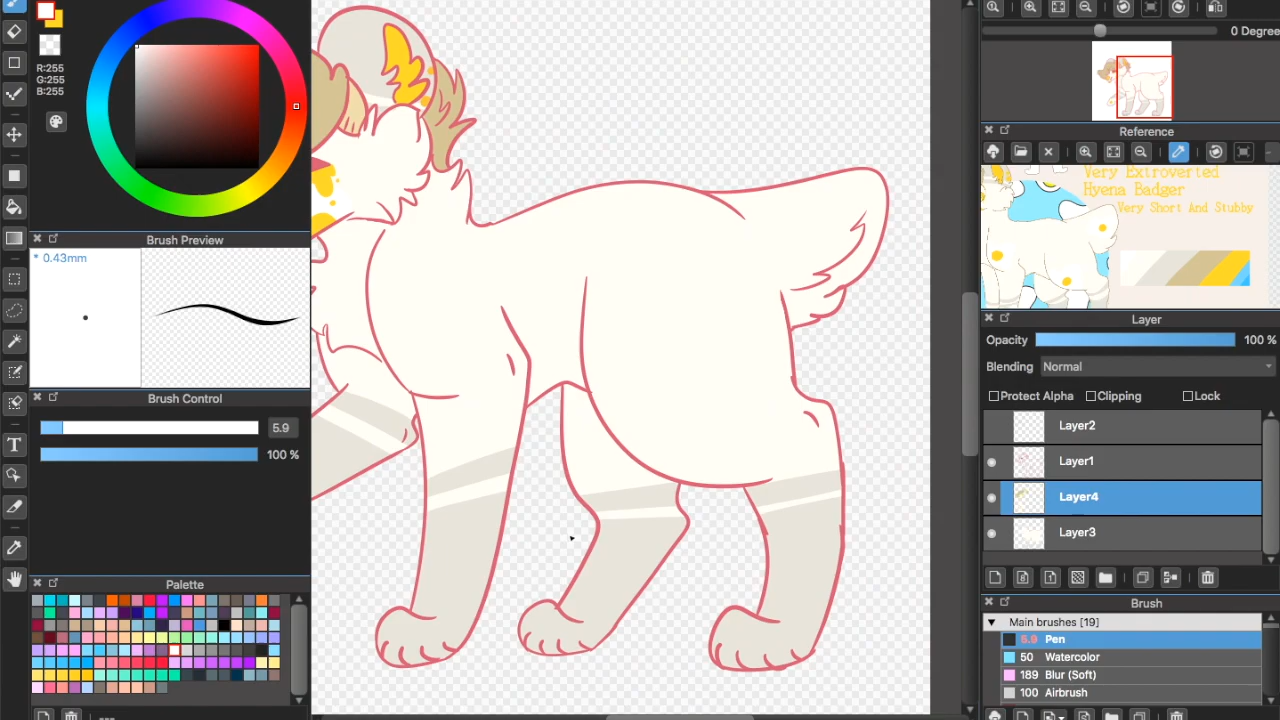 R:255
G:255
B:255
Brush Preview
* 0.43mm
Brush Control
5.9
100 %
T
Palette
0 Degree
Reference
Very Extroverted
Hyena Badger
Very Short And Stubby
Layer
Opacity
100 %
Blending
Normal
Protect Alpha
Clipping
Lock
Layer2
Layer1
Layer4
Layer3
Brush
Main brushes [19]
5.9 Pen
50 Watercolor
189 Blur (Soft)
100 Airbrush